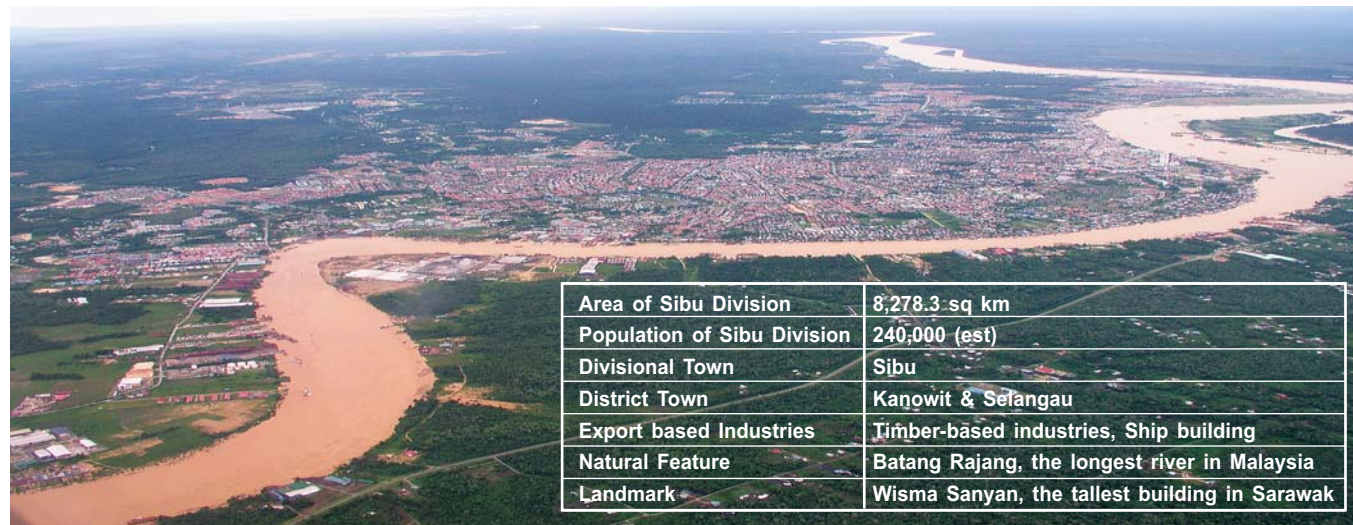 Area of Sibu Division 8,278.3 sq km
Population of Sibu Division 240,000 (est)
Divisional Town Sibu
District Town Kanowit & Selangau
Export based Industries Timber-based industries, Ship building
Natural Feature Batang Rajang, the longest river in Malaysia
Landmark Wisma Sanyan, the tallest building in Sarawak